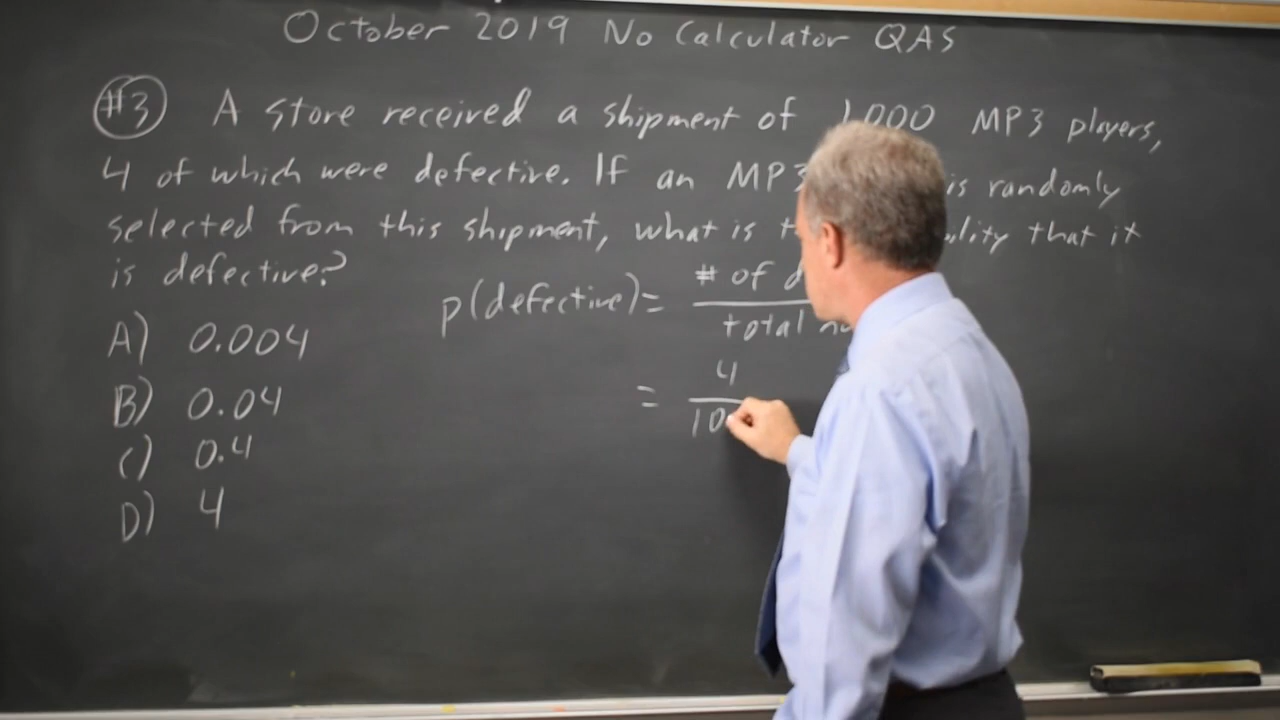 October 2019 No Calculator QAS
#3 A store received a shipment of 1,000 MP3 players,
4 of which were defective. If an MP3 is randomly
selected from this shipment, what is that it
is defective?
p(defective) = # of
total
A) 0.004
= 4
B) 0.04
C) 0.4
D) 4